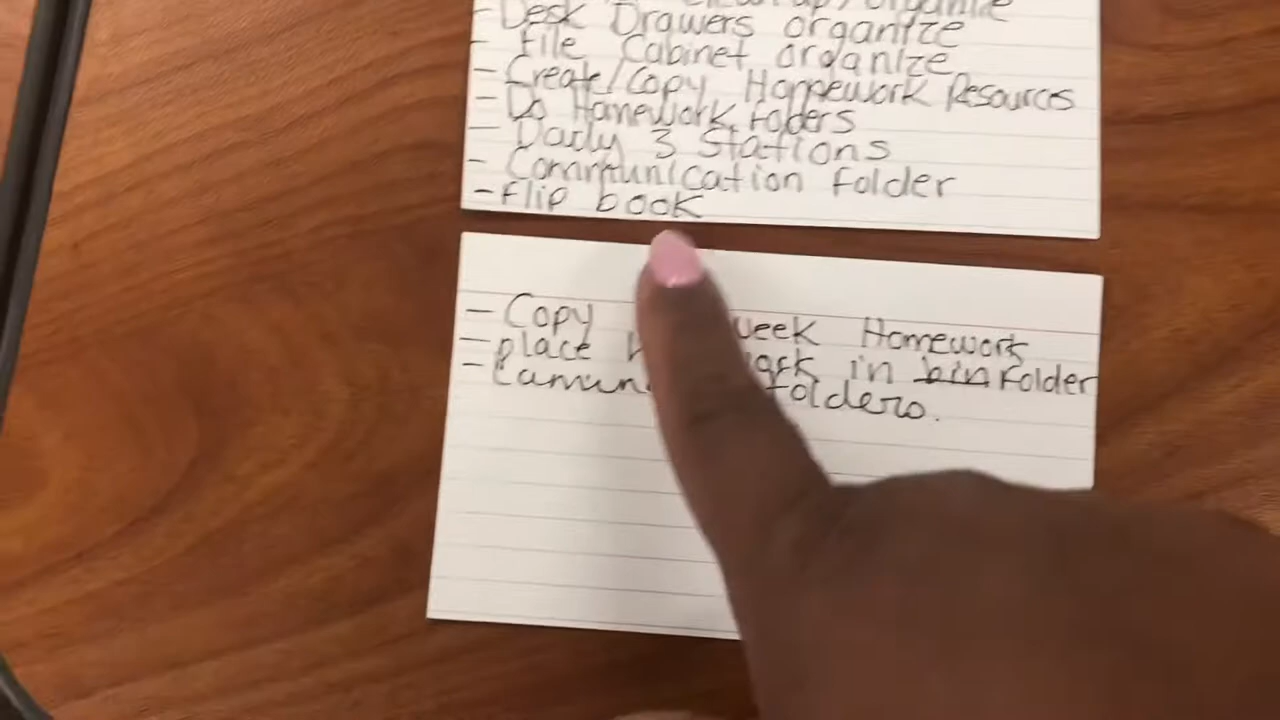 organize
- Desk Drawers organize
- File Cabinet organize
- Create/Copy Homework Resources
- Do Homework Folders
- Daily 3 Stations
- Communication Folder
- Flip book
- Copy week Homework
- place in bin Folder
- folders.